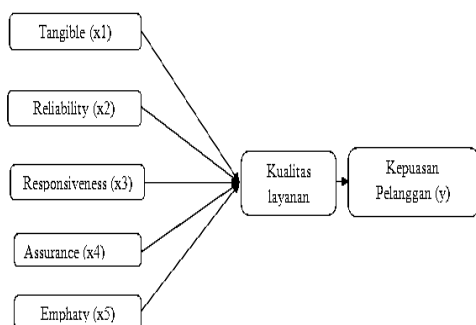 Tangible (x1)
Reliability (x2)
Responsiveness (x3)
Assurance (x4)
Emphaty (x5)
Kualitas
layanan
Kepuasan
Pelanggan (y)